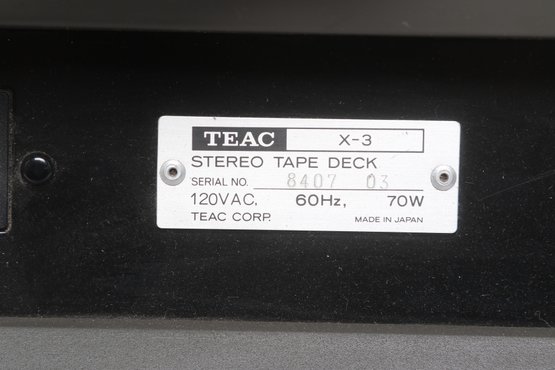 TEAC X-3
STEREO TAPE DECK
SERIAL NO. 8407 03
120VAC, 60Hz, 70W
TEAC CORP. MADE IN JAPAN